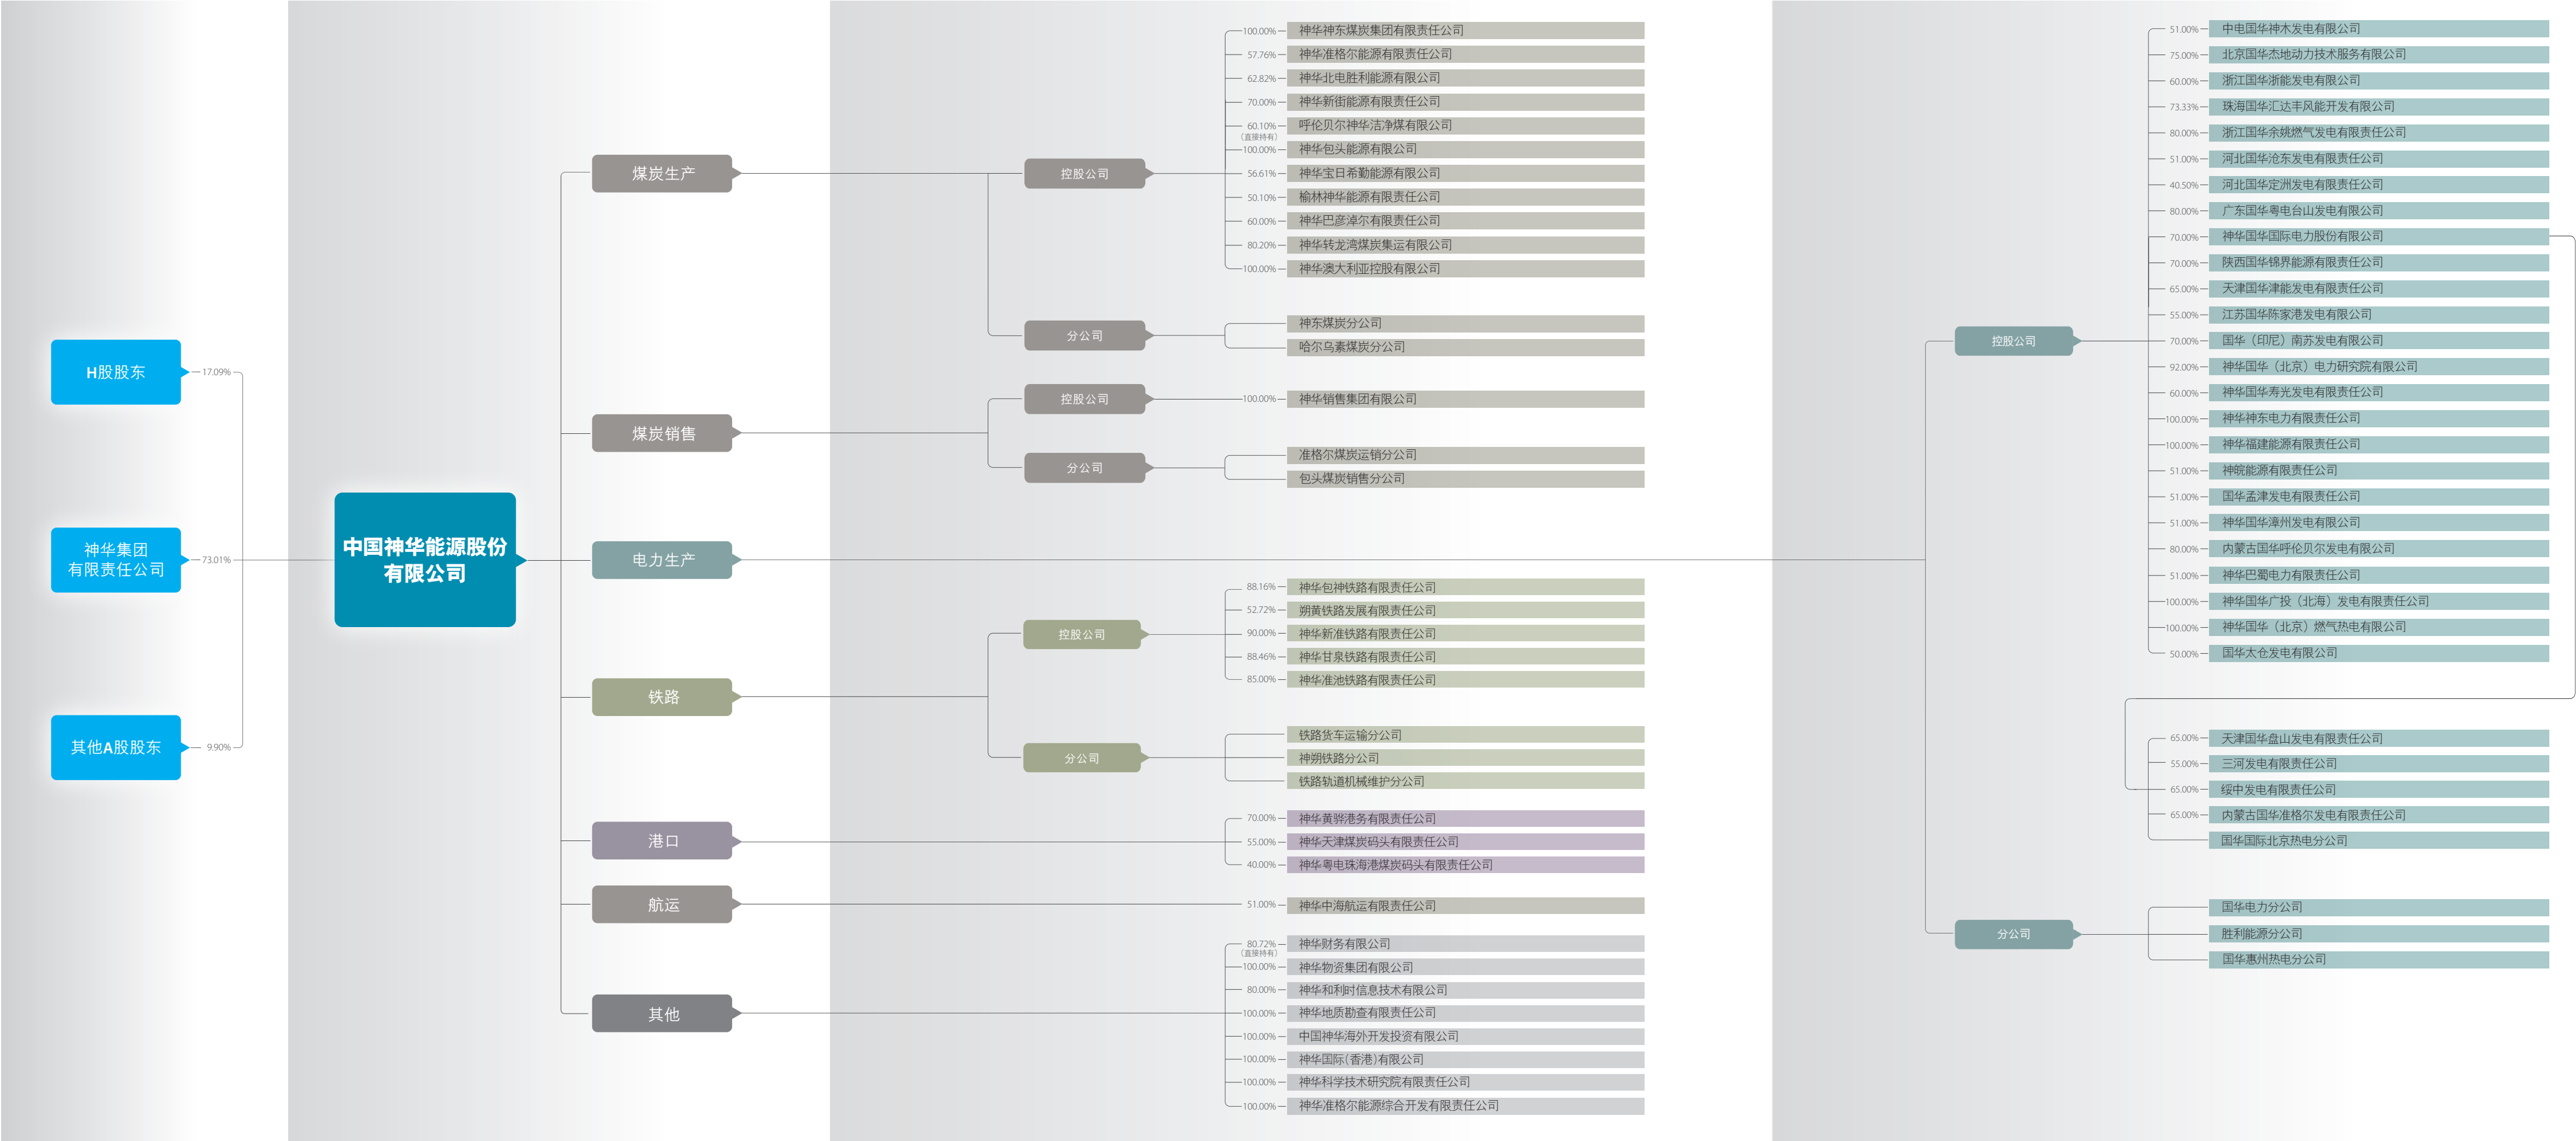 H股股东
17.09%
神华集团
有限责任公司
73.01%
其他A股股东
9.90%
中国神华能源股份
有限公司
煤炭生产
控股公司
100.00% 神华神东煤炭集团有限责任公司
57.76% 神华准格尔能源有限责任公司
62.82% 神华北电胜利能源有限公司
70.00% 神华新街能源有限责任公司
60.10% 呼伦贝尔神华洁净煤有限公司
（直接持有）
100.00% 神华包头能源有限公司
56.61% 神华宝日希勤能源有限公司
50.10% 榆林神华能源有限责任公司
60.00% 神华巴彦淖尔有限责任公司
80.20% 神华转龙湾煤炭集运有限公司
100.00% 神华澳大利亚控股有限公司
分公司
神东煤炭分公司
哈尔乌素煤炭分公司
煤炭销售
控股公司
100.00% 神华销售集团有限公司
分公司
准格尔煤炭运销分公司
包头煤炭销售分公司
电力生产
铁路
控股公司
88.16% 神华包神铁路有限责任公司
52.72% 朔黄铁路发展有限责任公司
90.00% 神华新准铁路有限责任公司
88.46% 神华甘泉铁路有限责任公司
85.00% 神华准池铁路有限责任公司
分公司
铁路货车运输分公司
神朔铁路分公司
铁路轨道机械维护分公司
港口
70.00% 神华黄骅港务有限责任公司
55.00% 神华天津煤炭码头有限责任公司
40.00% 神华粤电珠海港煤炭码头有限责任公司
航运
51.00% 神华中海航运有限责任公司
其他
80.72% 神华财务有限公司
（直接持有）
100.00% 神华物资集团有限公司
80.00% 神华和利时信息技术有限公司
100.00% 神华地质勘查有限责任公司
100.00% 中国神华海外开发投资有限公司
100.00% 神华国际(香港)有限公司
100.00% 神华科学技术研究院有限责任公司
100.00% 神华准格尔能源综合开发有限责任公司
控股公司
51.00% 中电国华神木发电有限公司
75.00% 北京国华杰地动力技术服务有限公司
60.00% 浙江国华浙能发电有限公司
73.33% 珠海国华汇达丰风能开发有限公司
80.00% 浙江国华余姚燃气发电有限责任公司
51.00% 河北国华沧东发电有限责任公司
40.50% 河北国华定洲发电有限责任公司
80.00% 广东国华粤电台山发电有限公司
70.00% 神华国华国际电力股份有限公司
70.00% 陕西国华锦界能源有限责任公司
65.00% 天津国华津能发电有限责任公司
55.00% 江苏国华陈家港发电有限公司
70.00% 国华（印尼）南苏发电有限公司
92.00% 神华国华（北京）电力研究院有限公司
60.00% 神华国华寿光发电有限责任公司
100.00% 神华神东电力有限责任公司
100.00% 神华福建能源有限责任公司
51.00% 神皖能源有限责任公司
51.00% 国华孟津发电有限责任公司
51.00% 神华国华漳州发电有限公司
80.00% 内蒙古国华呼伦贝尔发电有限公司
51.00% 神华巴蜀电力有限责任公司
100.00% 神华国华广投（北海）发电有限责任公司
100.00% 神华国华（北京）燃气热电有限公司
50.00% 国华太仓发电有限公司
65.00% 天津国华盘山发电有限责任公司
55.00% 三河发电有限责任公司
65.00% 绥中发电有限责任公司
65.00% 内蒙古国华准格尔发电有限责任公司
国华国际北京热电分公司
分公司
国华电力分公司
胜利能源分公司
国华惠州热电分公司